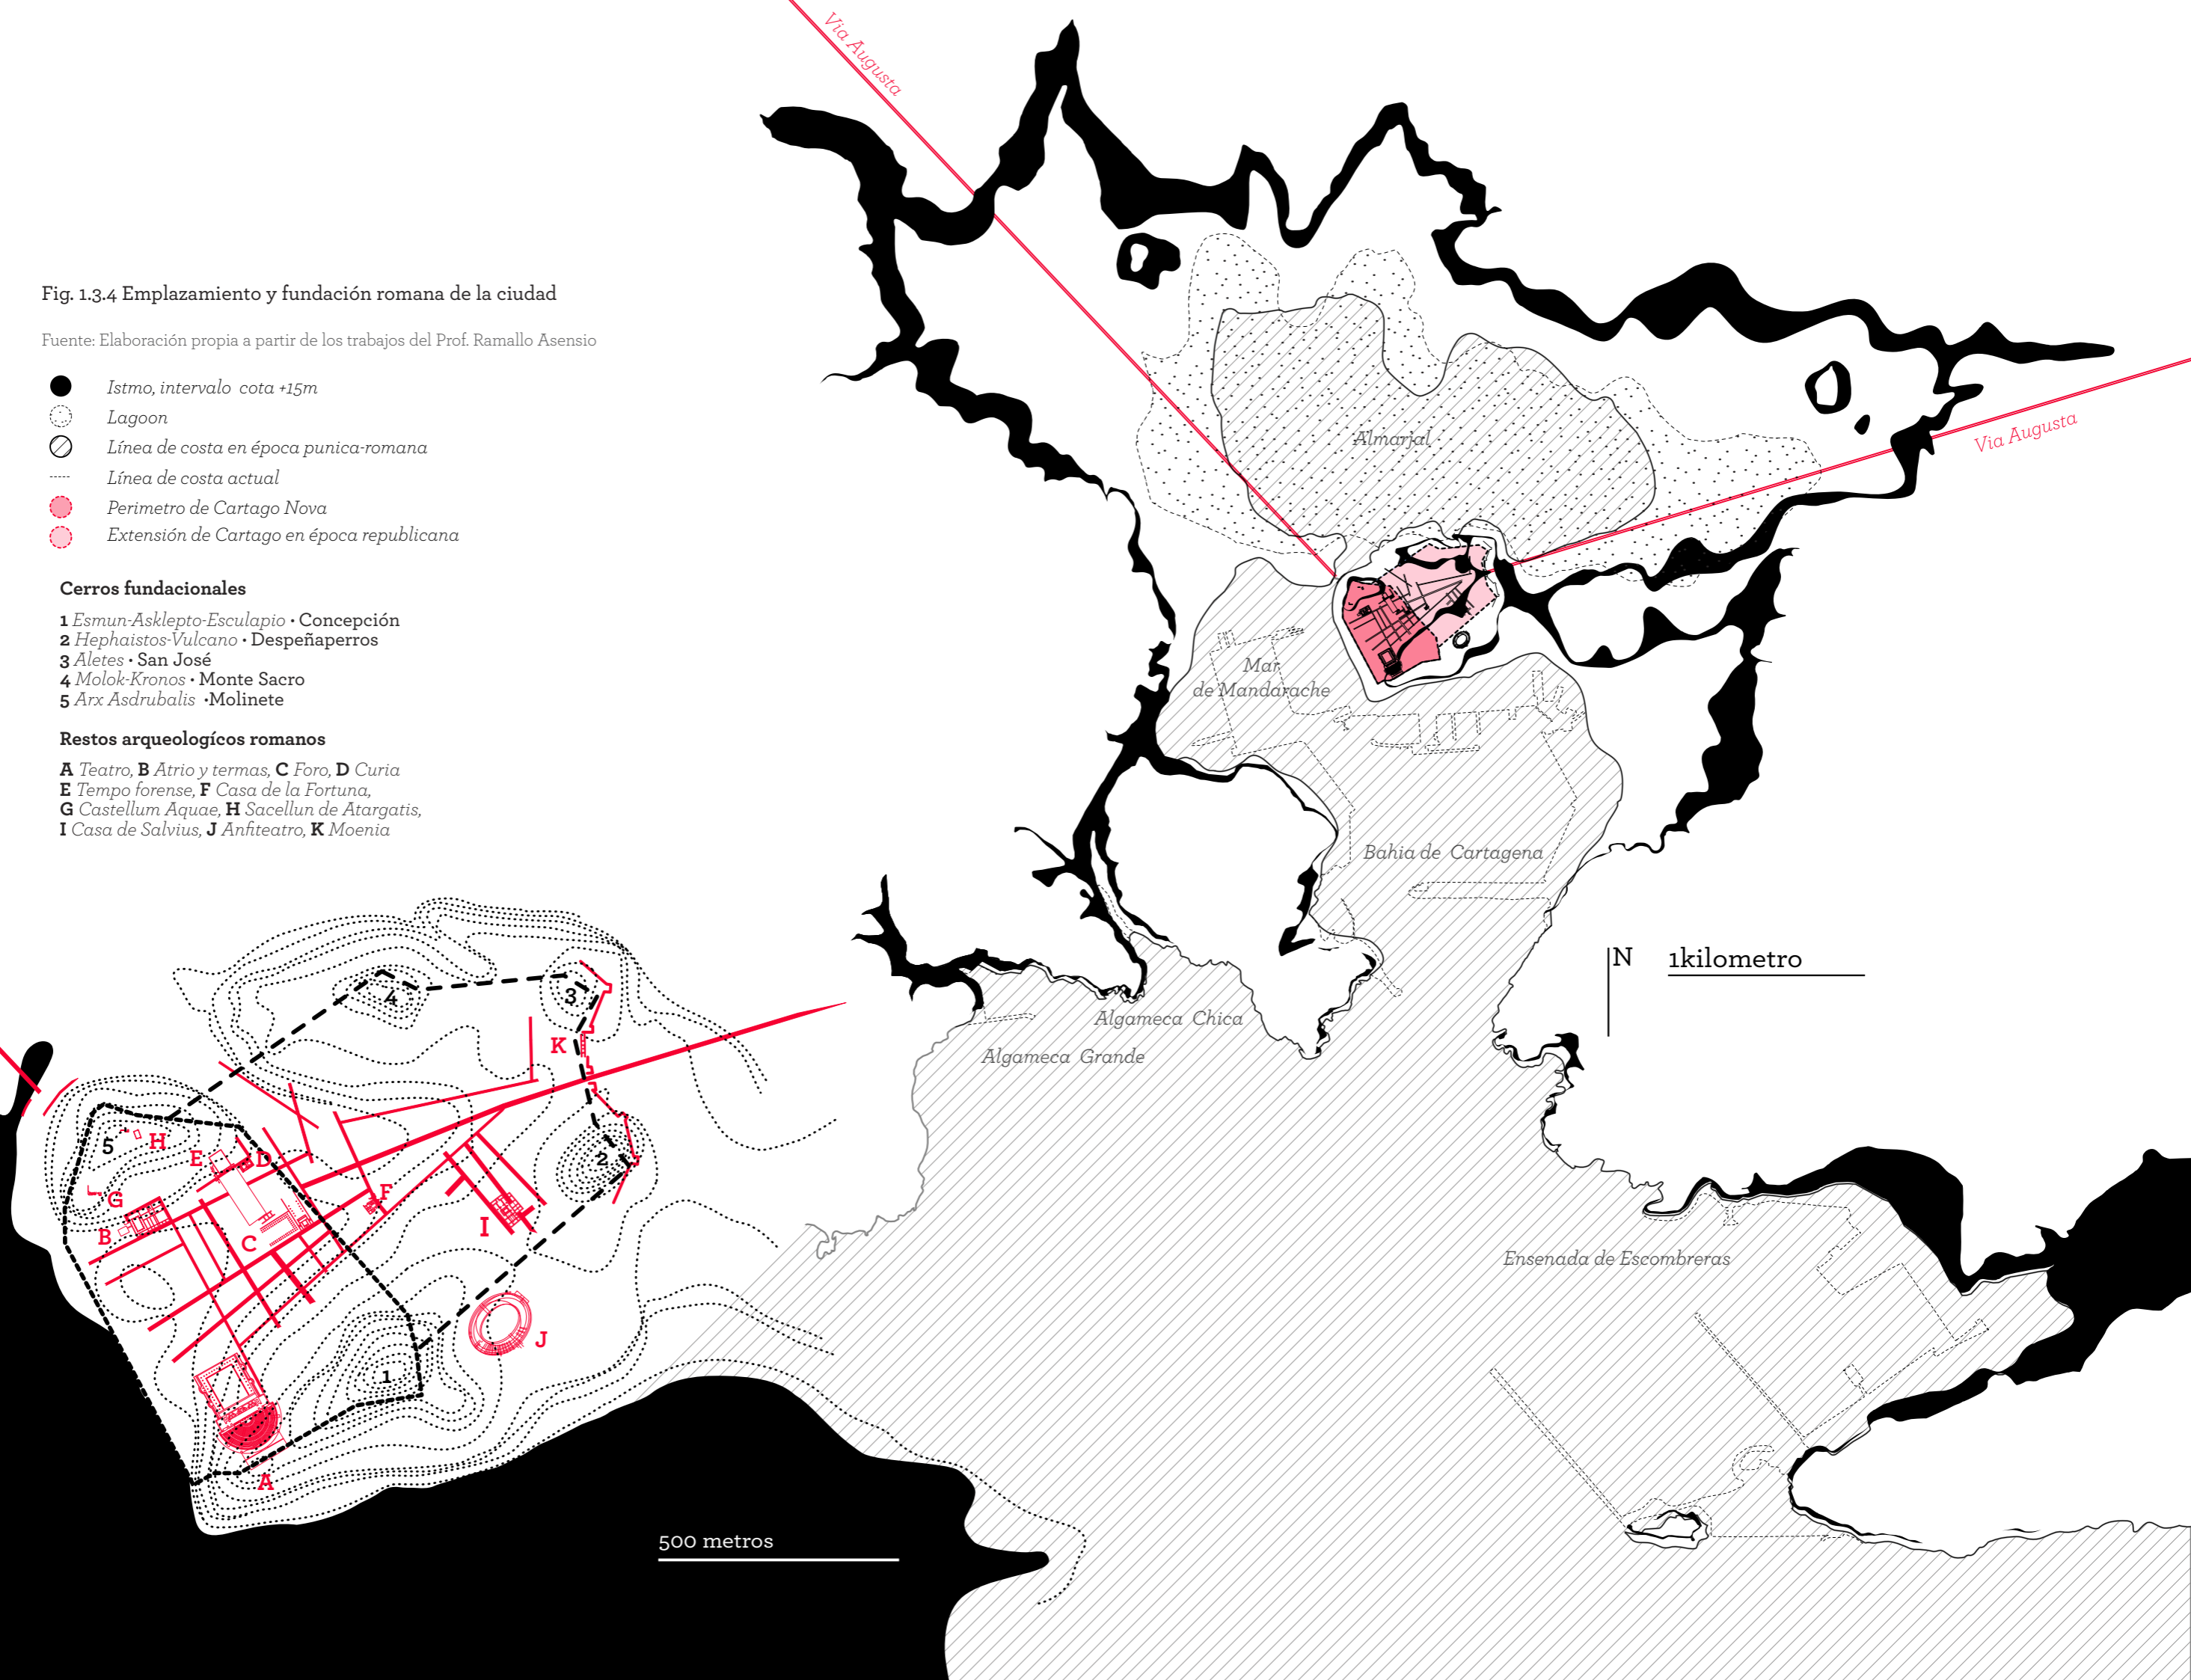 Via Augusta
Fig. 1.3.4 Emplazamiento y fundación romana de la ciudad
Fuente: Elaboración propia a partir de los trabajos del Prof. Ramallo Asensio
Istmo, intervalo cota +15m
Lagoon
Línea de costa en época punica-romana
Línea de costa actual
Perimetro de Cartago Nova
Extensión de Cartago en época republicana
Cerros fundacionales
1 Esmun-Asklepto-Esculapio • Concepción
2 Hephaistos-Vulcano • Despeñaperros
3 Aletes • San José
4 Molok-Kronos • Monte Sacro
5 Arx Asdrubalis •Molinete
Restos arqueologícos romanos
A Teatro, B Atrio y termas, C Foro, D Curia
E Tempo forense, F Casa de la Fortuna,
G Castellum Aquae, H Sacellun de Atargatis,
I Casa de Salvius, J Anfiteatro, K Moenia
Almarjal
Via Augusta
Mar
de Mandarache
Bahia de Cartagena
N
1kilometro
Algameca Chica
Algameca Grande
Ensenada de Escombreras
4
3
K
5
H
E
D
2
G
F
B
C
I
J
1
A
500 metros